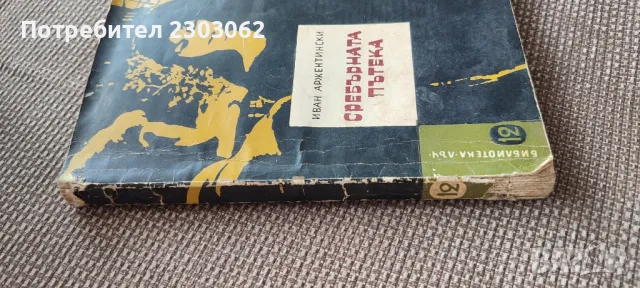 Потребител 2303062
ИВАН АРЖЕНТИНСКИ
СРЕБЪРНАТА
ПЪТЕКА
12
БИБЛИОТЕКА·ЛЪЧ·
12